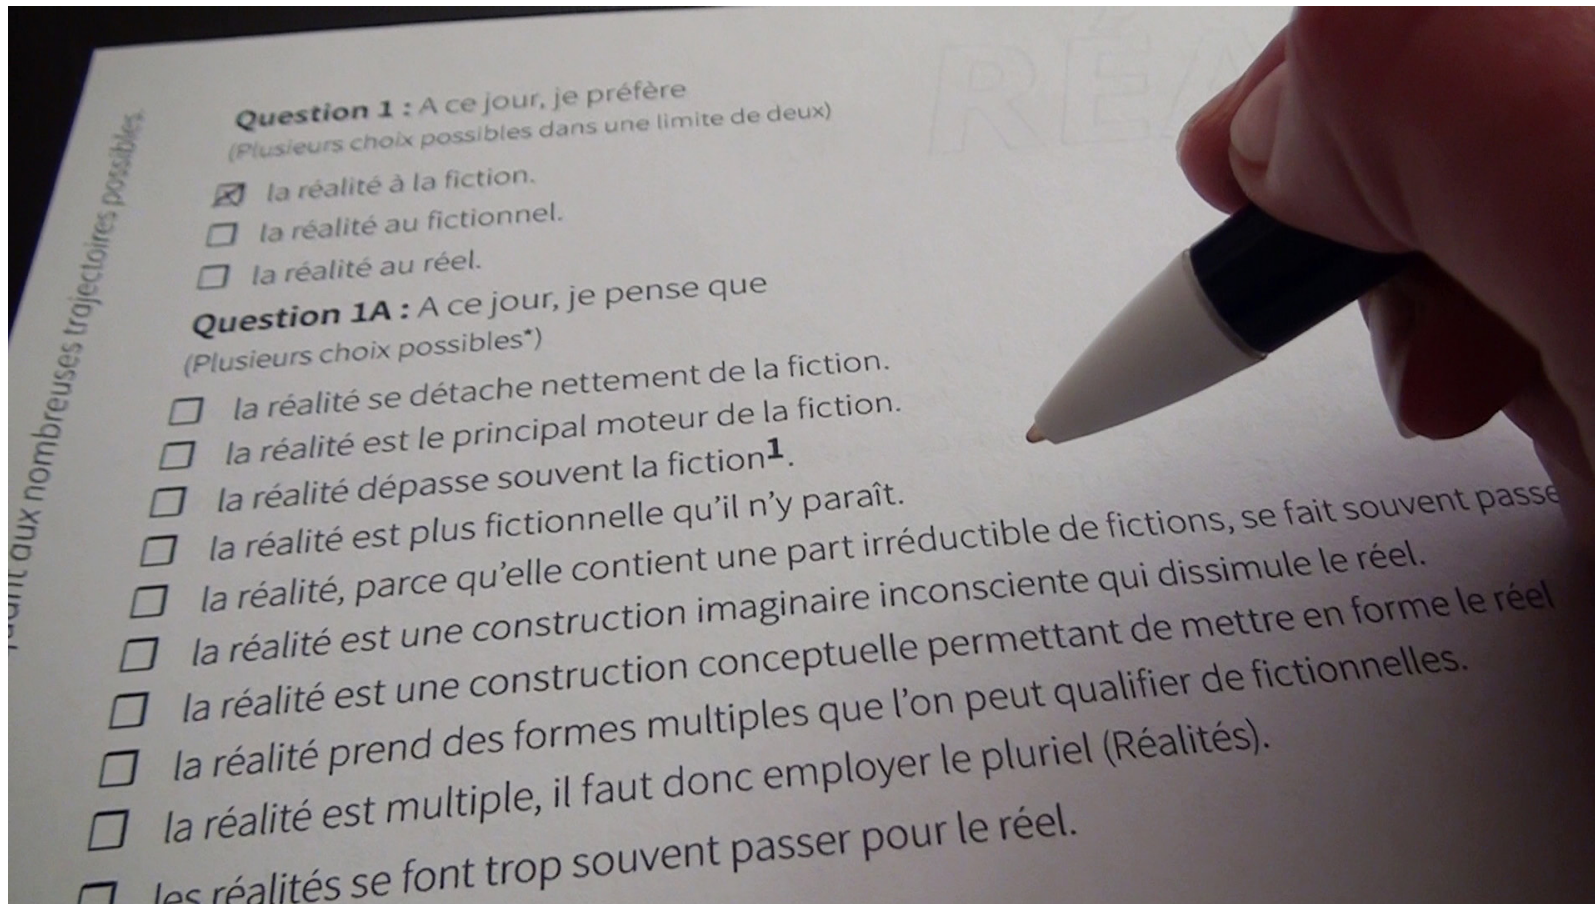 Question 1 : A ce jour, je préfère
(Plusieurs choix possibles dans une limite de deux)
la réalité à la fiction.
la réalité au fictionnel.
la réalité au réel.
Question 1A : A ce jour, je pense que
(Plusieurs choix possibles*)
la réalité se détache nettement de la fiction.
la réalité est le principal moteur de la fiction.
la réalité dépasse souvent la fiction¹.
la réalité est plus fictionnelle qu'il n'y paraît.
la réalité, parce qu'elle contient une part irréductible de fictions, se fait souvent passe
la réalité est une construction imaginaire inconsciente qui dissimule le réel.
la réalité est une construction conceptuelle permettant de mettre en forme le réel
la réalité prend des formes multiples que l'on peut qualifier de fictionnelles.
la réalité est multiple, il faut donc employer le pluriel (Réalités).
les réalités se font trop souvent passer pour le réel.
aux nombreuses trajectoires possibles.
RÉA